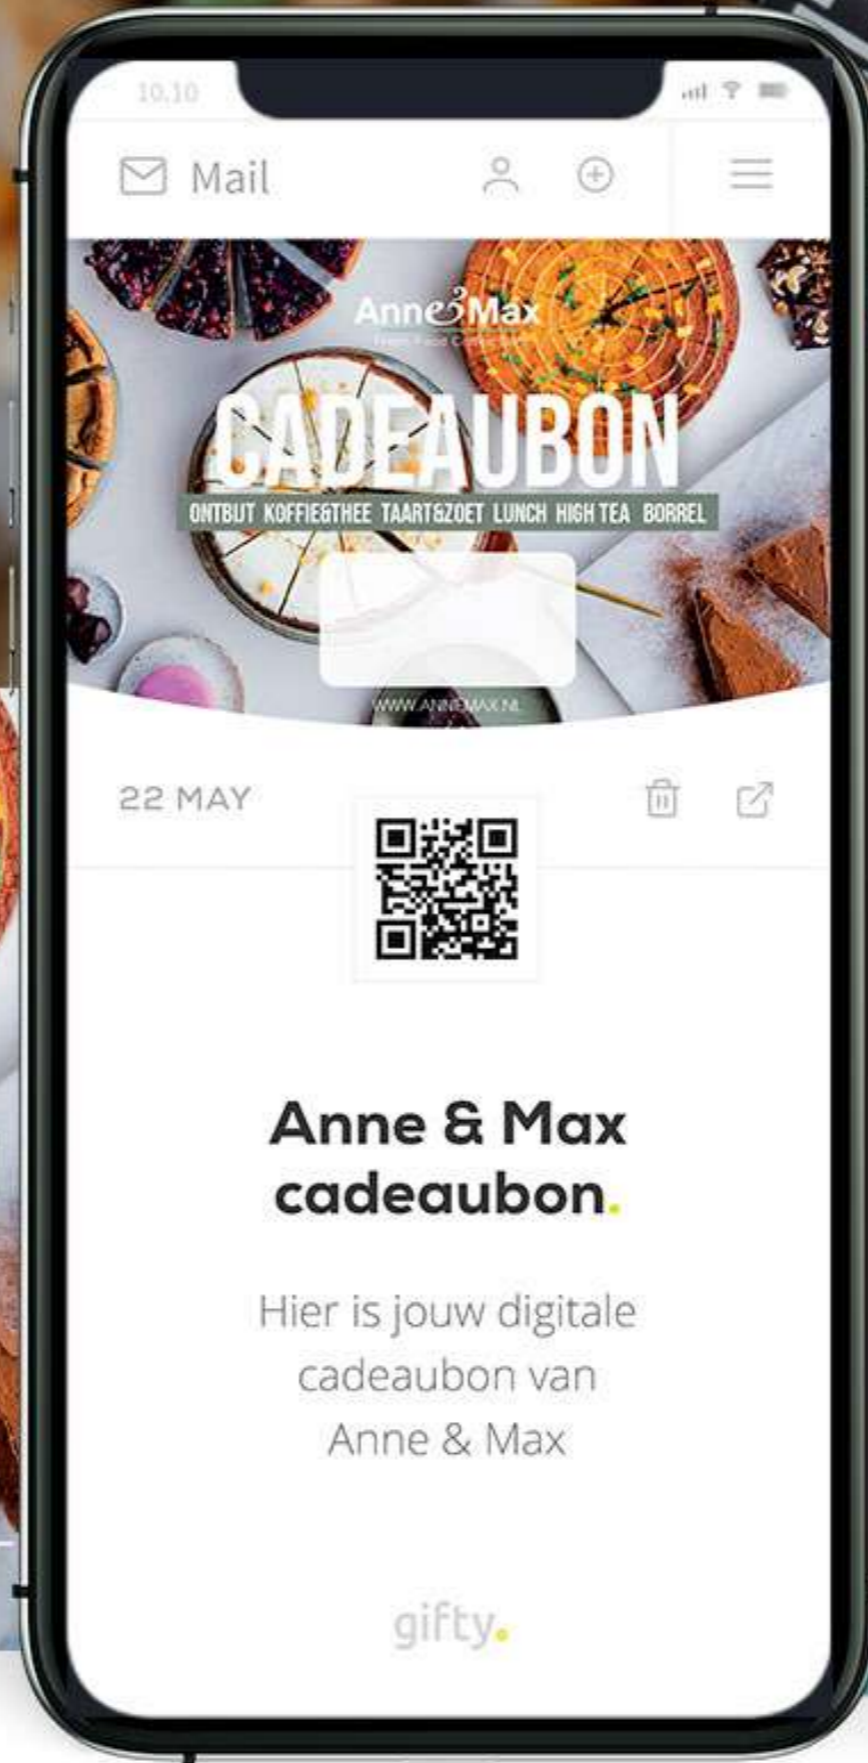 10.10
Mail
Anne&Max
CADEAUBON
ONTBIJT KOFFIE&THEE TAART&ZOET LUNCH HIGH TEA BORREL
WWW.ANNEMAX.NL
22 MAY
Anne & Max
cadeaubon.
Hier is jouw digitale
cadeaubon van
Anne & Max
gifty.